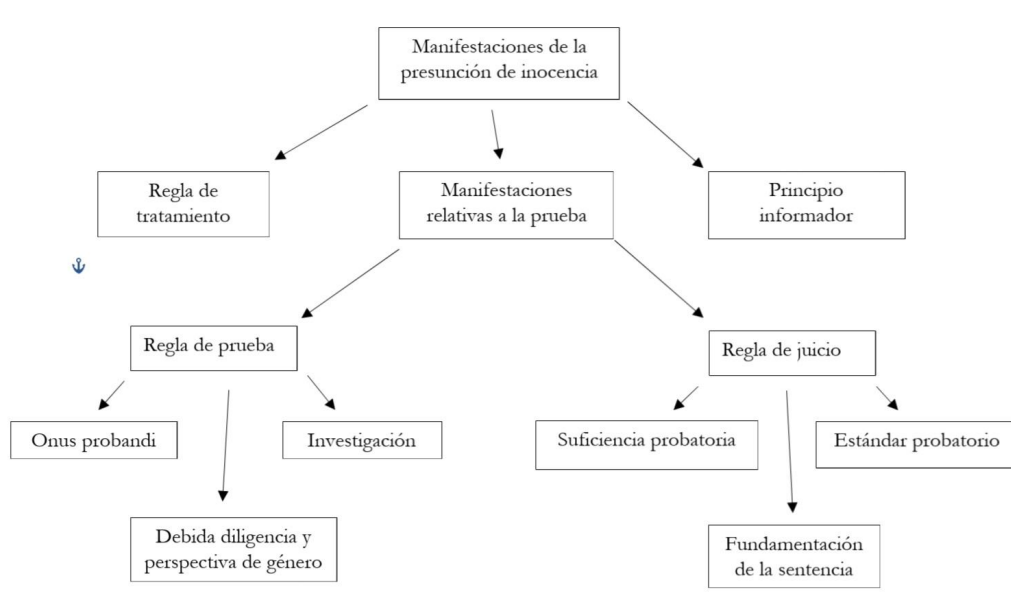 Manifestaciones de la
presunción de inocencia
Regla de
tratamiento
Manifestaciones
relativas a la prueba
Principio
informador
Regla de prueba
Regla de juicio
Onus probandi
Investigación
Suficiencia probatoria
Estándar probatorio
Debida diligencia y
perspectiva de género
Fundamentación
de la sentencia